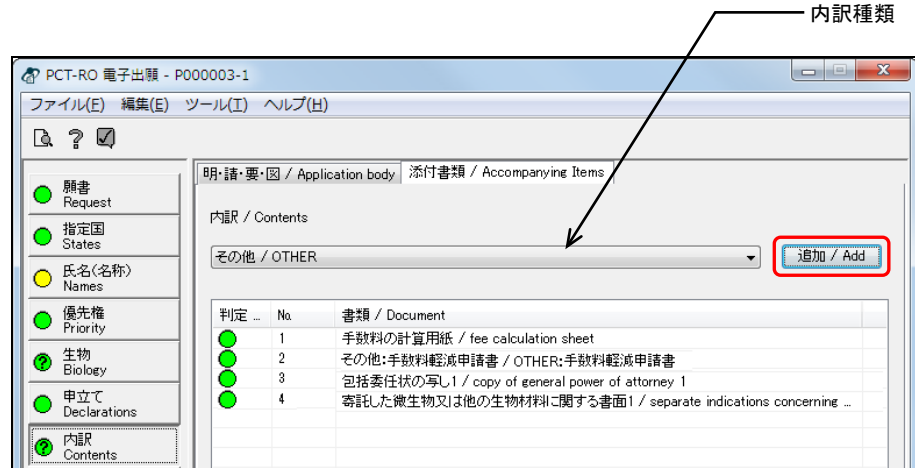 内訳種類
PCT-RO 電子出願 - P000003-1
ファイル(F) 編集(E) ツール(T) ヘルプ(H)
明・請・要・図 / Application body 添付書類 / Accompanying Items
願書
Request
指定国
States
氏名(名称)
Names
優先権
Priority
生物
Biology
申立て
Declarations
内訳
Contents
内訳 / Contents
その他 / OTHER 追加 / Add
判定 ... No. 書類 / Document
1 手数料の計算用紙 / fee calculation sheet
2 その他:手数料軽減申請書 / OTHER:手数料軽減申請書
3 包括委任状の写し1 / copy of general power of attorney 1
4 寄託した微生物又は他の生物材料に関する書面1 / separate indications concerning ...